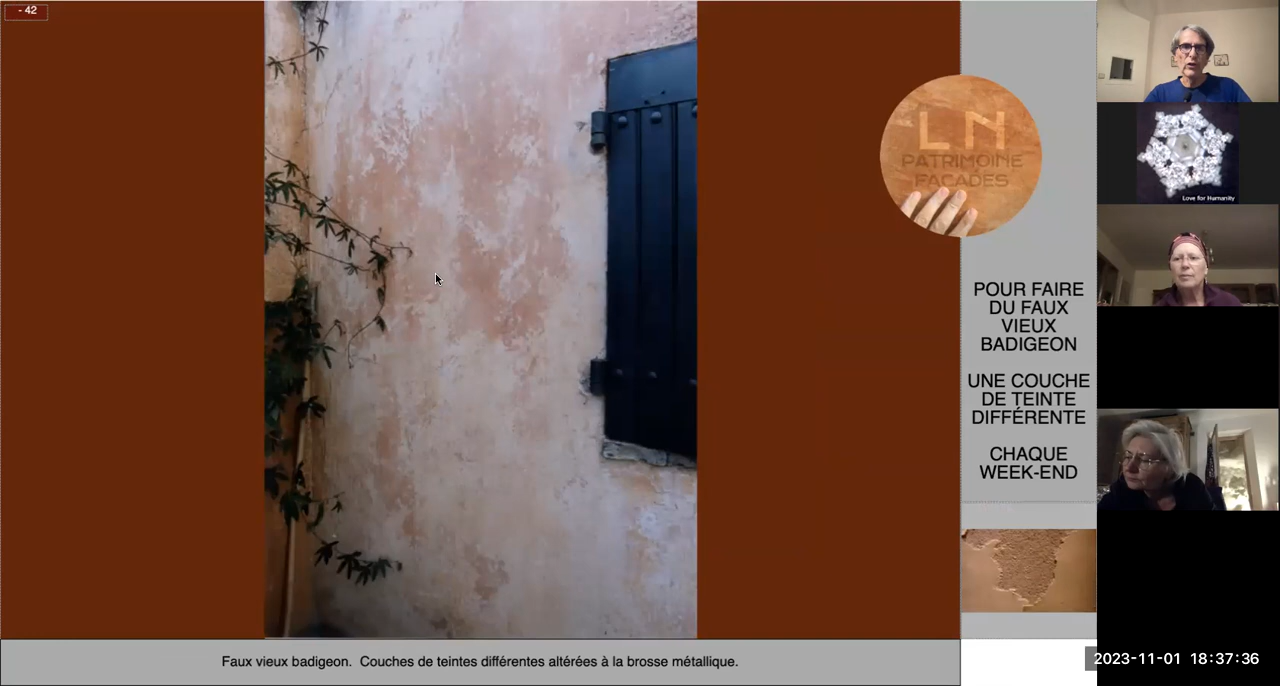 - 42
LN
PATRIMOINE
FAÇADES
Love for Humanity
POUR FAIRE
DU FAUX
VIEUX
BADIGEON
UNE COUCHE
DE TEINTE
DIFFÉRENTE
CHAQUE
WEEK-END
Faux vieux badigeon.  Couches de teintes différentes altérées à la brosse métallique.
2023-11-01 18:37:36